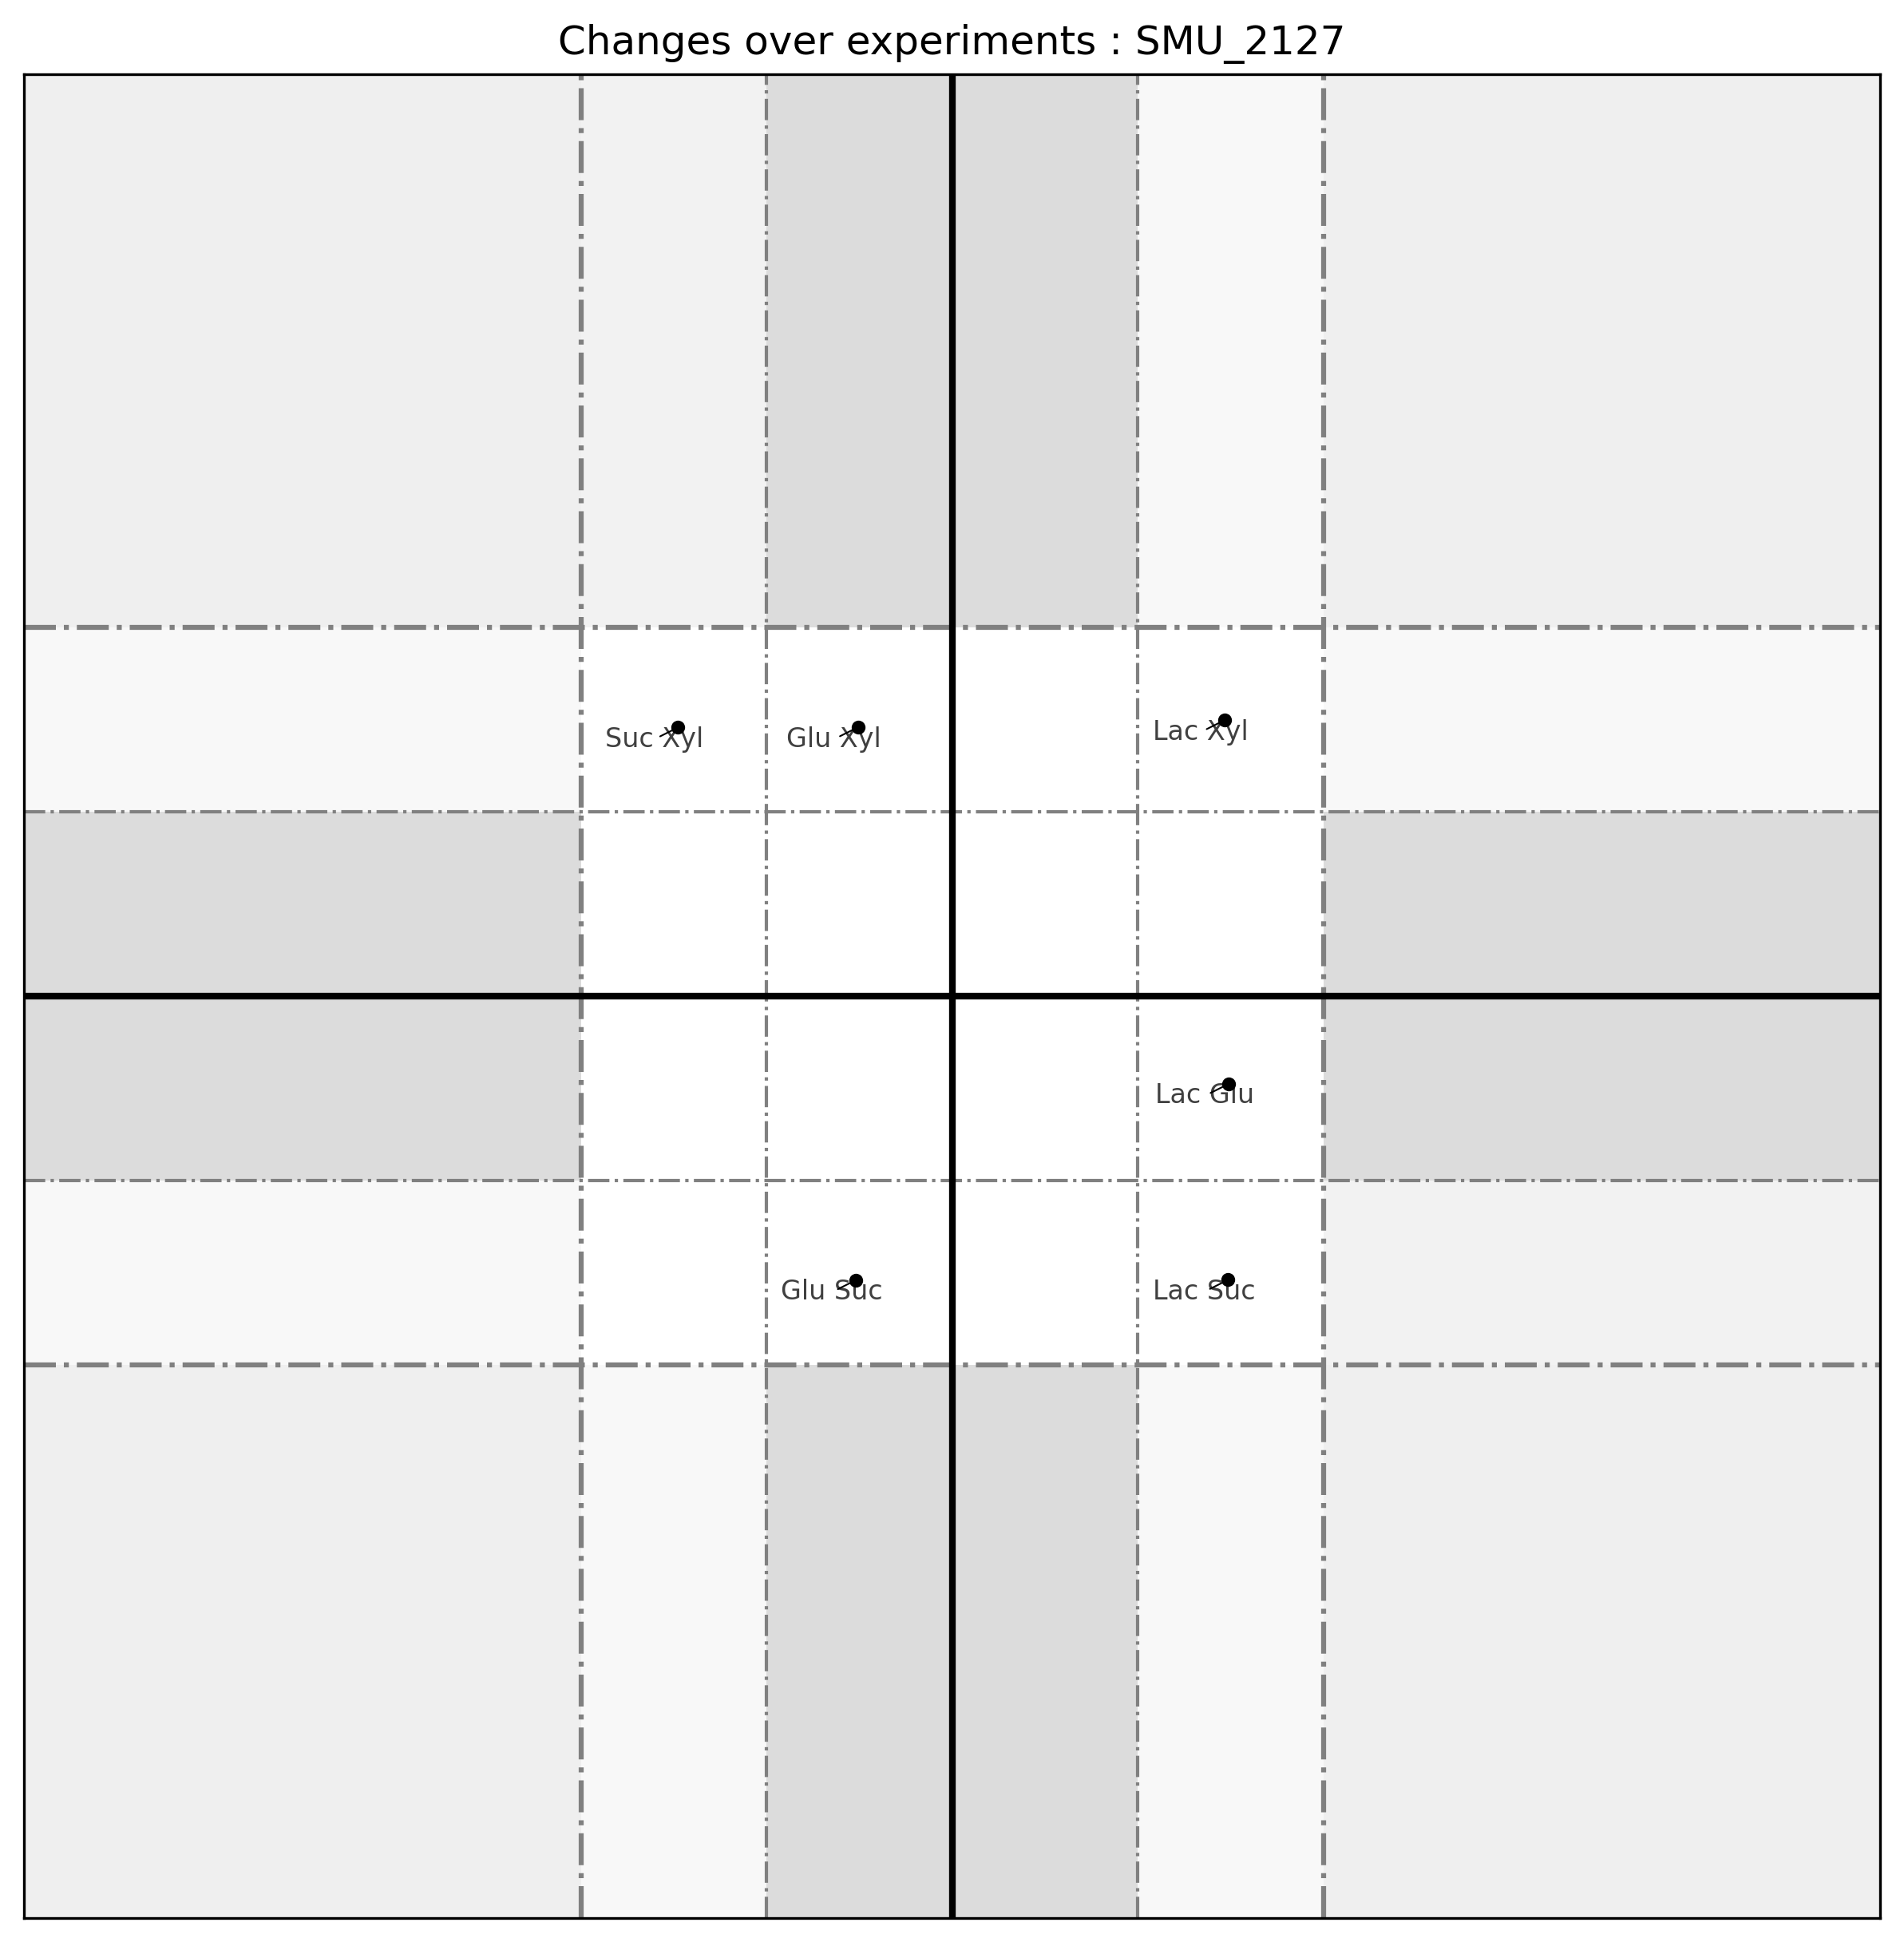 Changes over experiments : SMU_2127
Suc Xyl
Glu Xyl
Lac Xyl
Lac Glu
Glu Suc
Lac Suc